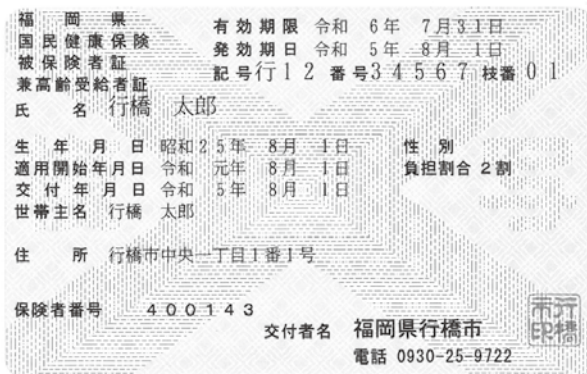 福岡県
国民健康保険
被保険者証
兼高齢受給者証
有効期限 令和 6年 7月31日
発効期日 令和 5年 8月 1日
記号行12 番号34567 枝番01
氏 名 行橋 太郎
生年月日 昭和25年 8月 1日 性別
適用開始年月日 令和 元年 8月 1日 負担割合 2割
交付年月日 令和 5年 8月 1日
世帯主名 行橋 太郎
住 所 行橋市中央一丁目1番1号
保険者番号 400143
交付者名 福岡県行橋市
電話 0930-25-9722
行橋市印